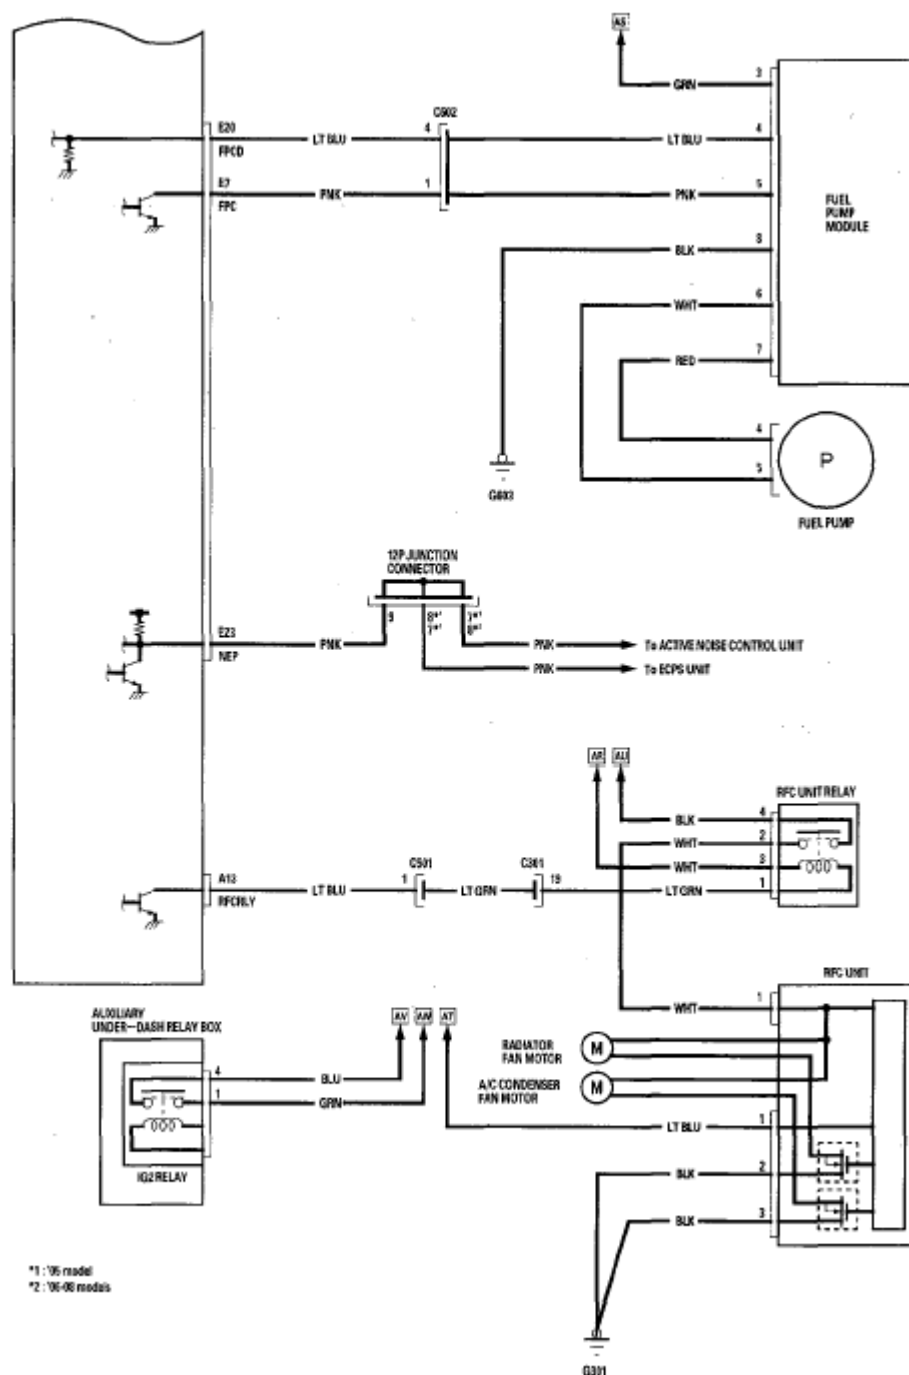 A5
GRN
3
C602
E20
LT BLU
4
LT BLU
4
FPCD
E7
PNK
1
PNK
5
FPC
FUEL
PUMP
MODULE
BLK
8
WHT
6
RED
7
4
5
P
G603
FUEL PUMP
12P JUNCTION
CONNECTOR
9
E23
PNK
PNK
To ACTIVE NOISE CONTROL UNIT
NEP
PNK
To ECPS UNIT
AR
AU
RFC UNIT RELAY
BLK
4
WHT
2
C501
C301
WHT
3
A13
LT BLU
1
LT GRN
19
LT GRN
1
RFCRLY
RFC UNIT
WHT
1
AUXILIARY
UNDER-DASH RELAY BOX
AV
AW
AT
RADIATOR
FAN MOTOR
M
A/C CONDENSER
FAN MOTOR
M
4
BLU
1
GRN
LT BLU
1
IG2 RELAY
BLK
2
BLK
3
*1 : '05 model
*2 : '06-08 models
G301